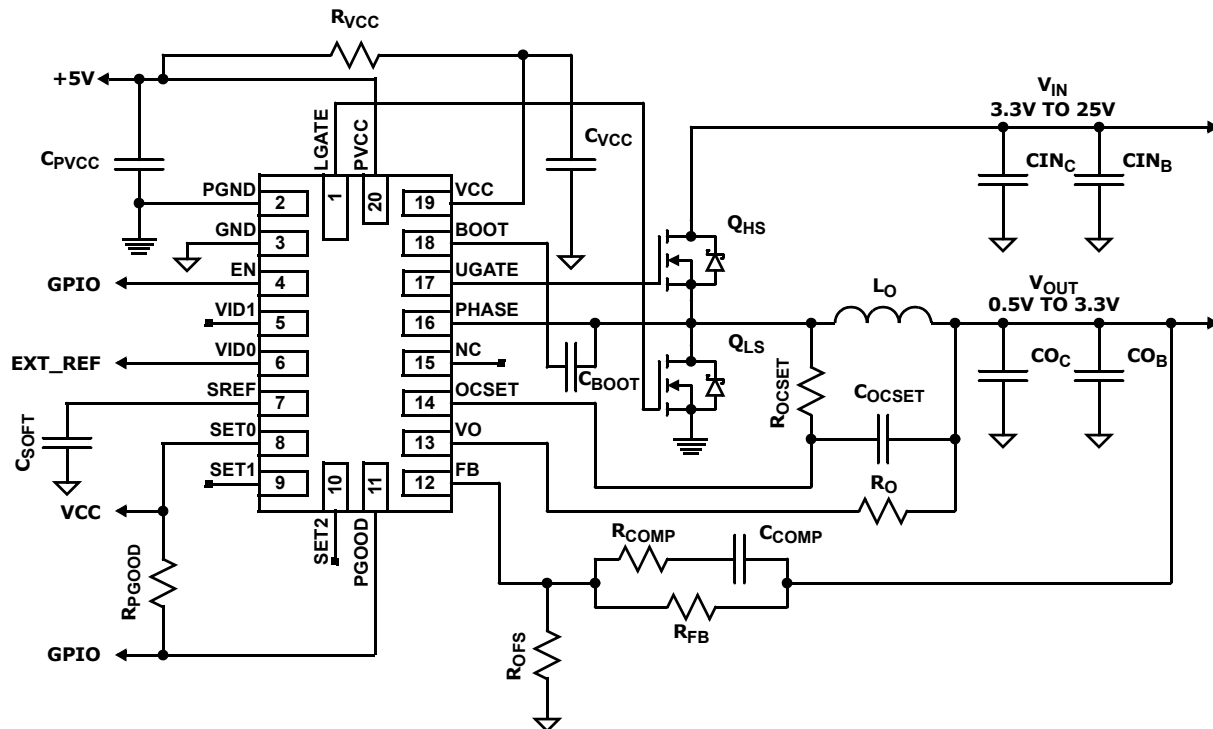 RVCC
+5V
VIN
3.3V TO 25V
LGATE
PVCC
CPVCC
CVCC
CINC
CINB
PGND
2
1
20
19
VCC
GND
3
18
BOOT
QHS
GPIO
EN
4
17
UGATE
LO
VOUT
0.5V TO 3.3V
VID1
5
16
PHASE
QLS
EXT_REF
VID0
6
15
NC
CBOOT
COC
COB
SREF
7
14
OCSET
ROCSET
COCSET
CSOFT
SET0
8
13
VO
SET1
9
10
11
12
FB
RO
VCC
SET2
PGOOD
RCOMP
CCOMP
RPGOOD
RFB
GPIO
ROFS